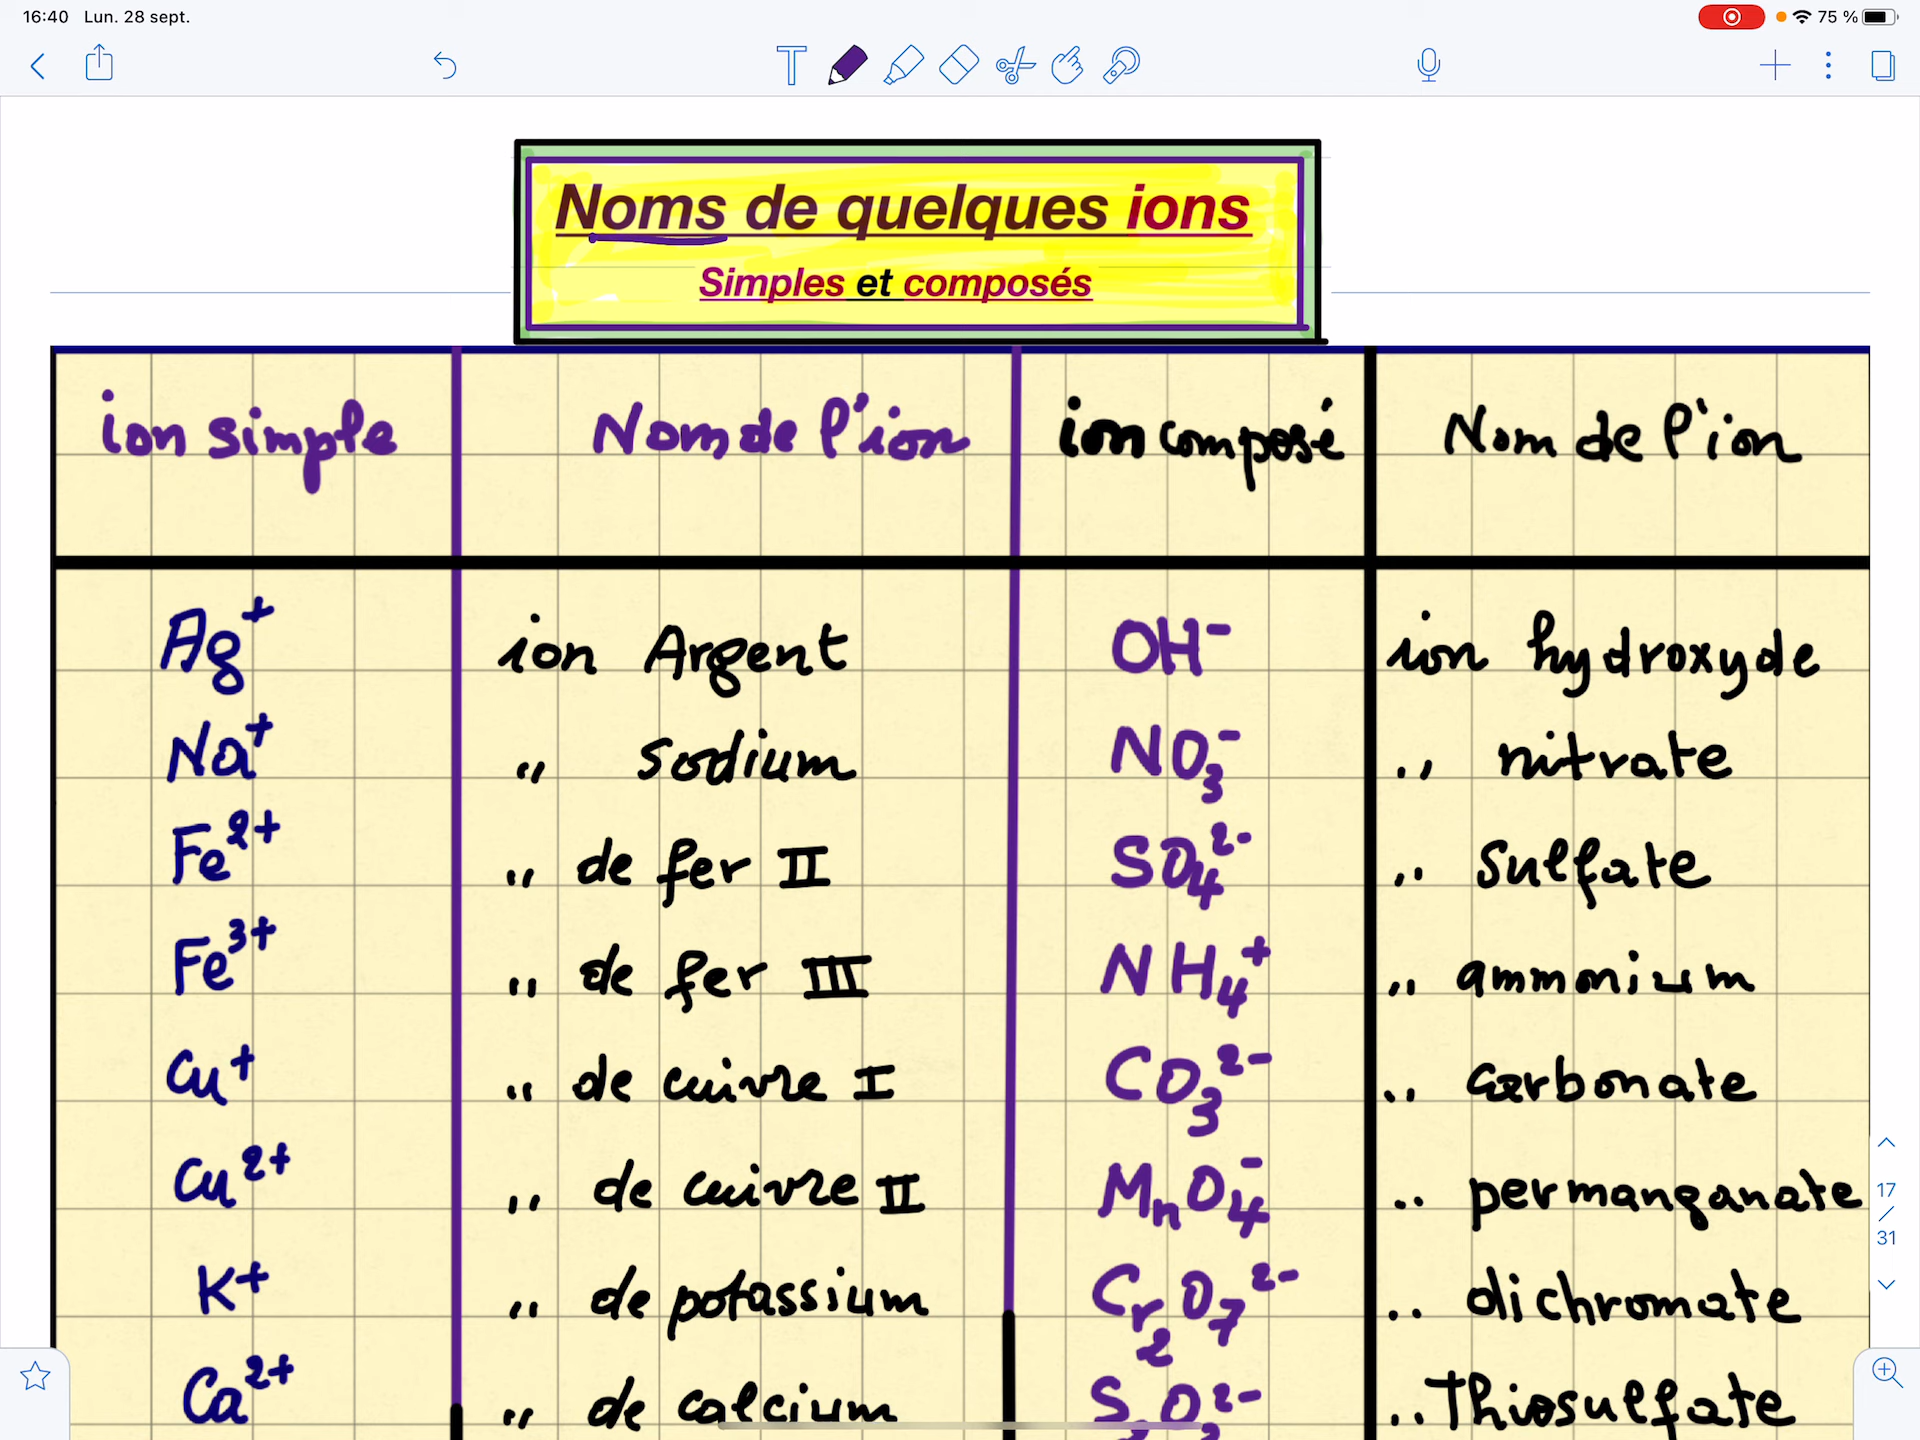 16:40 Lun. 28 sept. 75 %
Noms de quelques ions
Simples et composés
ion simple Nom de l'ion ion composé Nom de l'ion
Ag⁺ ion Argent OH⁻ ion hydroxyde
Na⁺ " sodium NO₃⁻ " nitrate
Fe²⁺ " de fer II SO₄²⁻ " sulfate
Fe³⁺ " de fer III NH₄⁺ " ammonium
Cu⁺ " de cuivre I CO₃²⁻ " carbonate
Cu²⁺ " de cuivre II MnO₄⁻ " permanganate
K⁺ " de potassium Cr₂O₇²⁻ " dichromate
Ca²⁺ " de calcium S₂O₃²⁻ " Thiosulfate
17
/
31